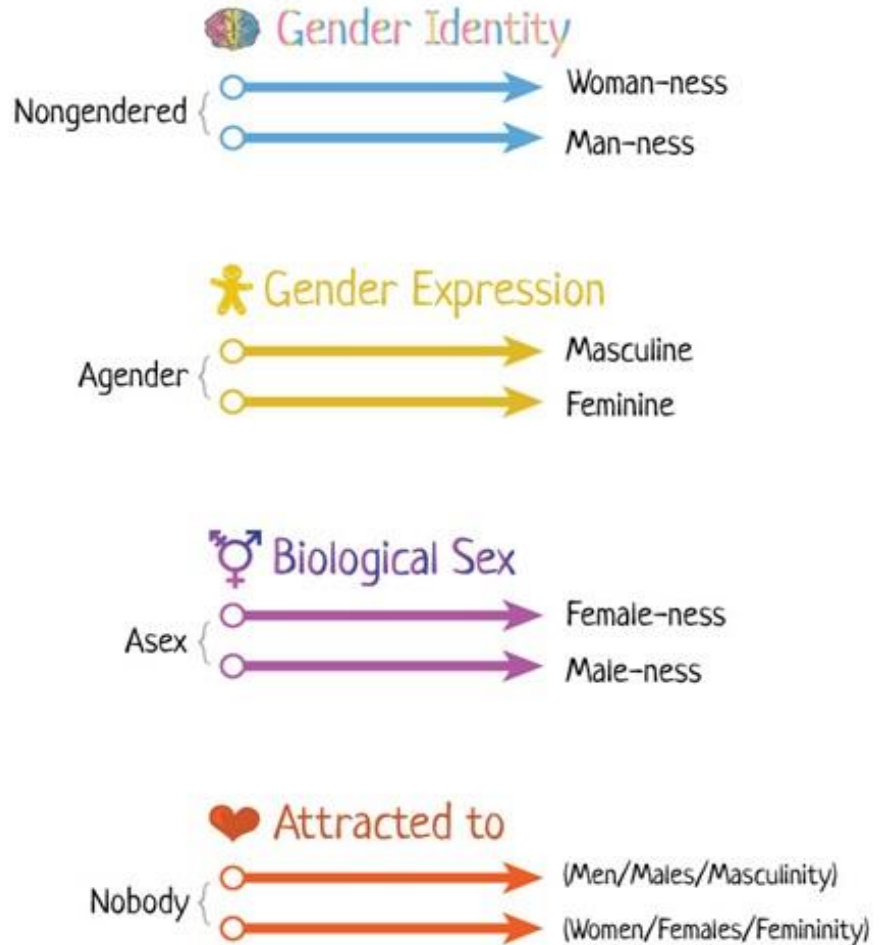 Gender Identity
Woman-ness
Nongendered
Man-ness
Gender Expression
Masculine
Agender
Feminine
Biological Sex
Female-ness
Asex
Male-ness
Attracted to
(Men/Males/Masculinity)
Nobody
(Women/Females/Femininity)